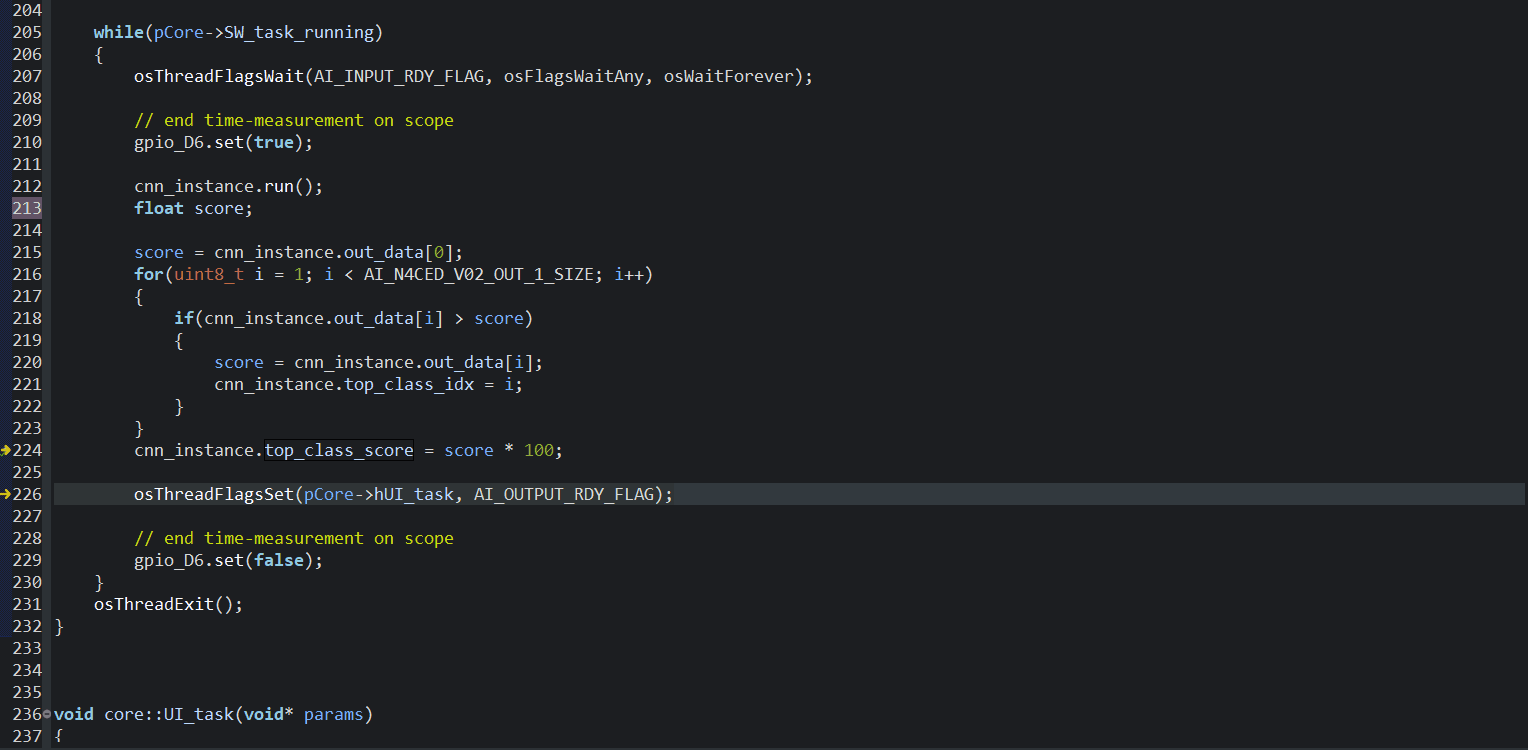 204
205     while(pCore->SW_task_running)
206     {
207         osThreadFlagsWait(AI_INPUT_RDY_FLAG, osFlagsWaitAny, osWaitForever);
208
209         // end time-measurement on scope
210         gpio_D6.set(true);
211
212         cnn_instance.run();
213         float score;
214
215         score = cnn_instance.out_data[0];
216         for(uint8_t i = 1; i < AI_N4CED_V02_OUT_1_SIZE; i++)
217         {
218             if(cnn_instance.out_data[i] > score)
219             {
220                 score = cnn_instance.out_data[i];
221                 cnn_instance.top_class_idx = i;
222             }
223         }
224         cnn_instance.top_class_score = score * 100;
225
226         osThreadFlagsSet(pCore->hUI_task, AI_OUTPUT_RDY_FLAG);
227
228         // end time-measurement on scope
229         gpio_D6.set(false);
230     }
231     osThreadExit();
232 }
233
234
235
236 void core::UI_task(void* params)
237 {